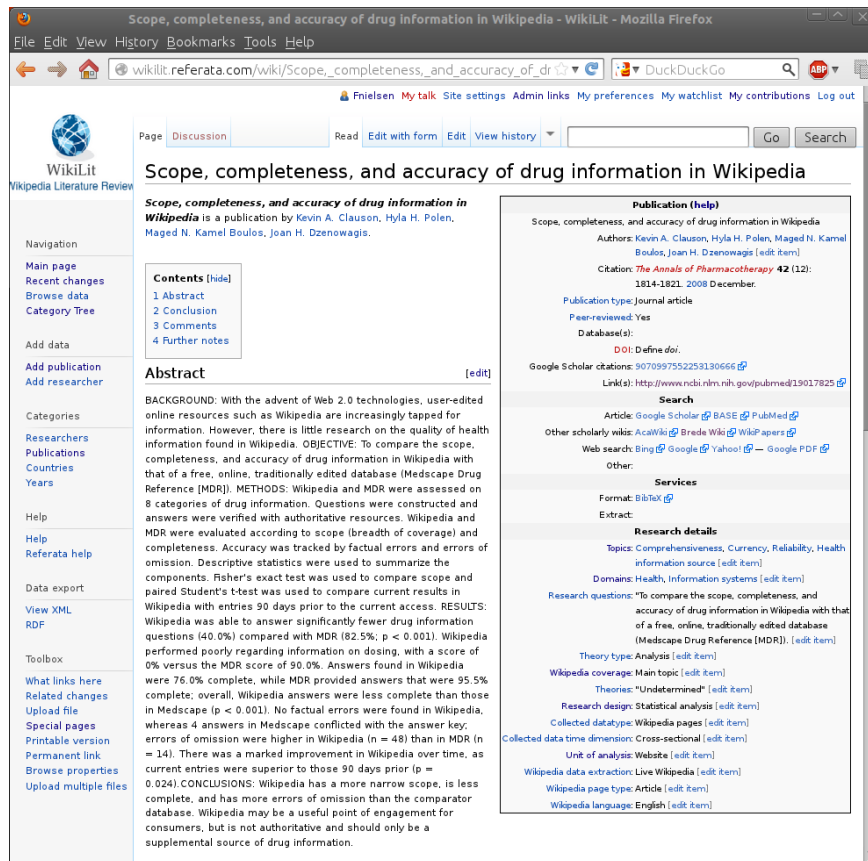 Scope, completeness, and accuracy of drug information in Wikipedia - WikiLit - Mozilla Firefox
File Edit View History Bookmarks Tools Help
wikilit.referata.com/wiki/Scope,_completeness,_and_accuracy_of_dr
DuckDuckGo
ABP
Fnielsen My talk Site settings Admin links My preferences My watchlist My contributions Log out
Page Discussion Read Edit with form Edit View history Go Search
WikiLit
Wikipedia Literature Review
Navigation
Main page
Recent changes
Browse data
Category Tree
Add data
Add publication
Add researcher
Categories
Researchers
Publications
Countries
Years
Help
Help
Referata help
Data export
View XML
RDF
Toolbox
What links here
Related changes
Upload file
Special pages
Printable version
Permanent link
Browse properties
Upload multiple files
Scope, completeness, and accuracy of drug information in Wikipedia
Scope, completeness, and accuracy of drug information in
Wikipedia is a publication by Kevin A. Clauson, Hyla H. Polen,
Maged N. Kamel Boulos, Joan H. Dzenowagis.
Contents [hide]
1 Abstract
2 Conclusion
3 Comments
4 Further notes
Abstract [edit]
BACKGROUND: With the advent of Web 2.0 technologies, user-edited
online resources such as Wikipedia are increasingly tapped for
information. However, there is little research on the quality of health
information found in Wikipedia. OBJECTIVE: To compare the scope,
completeness, and accuracy of drug information in Wikipedia with
that of a free, online, traditionally edited database (Medscape Drug
Reference [MDR]). METHODS: Wikipedia and MDR were assessed on
8 categories of drug information. Questions were constructed and
answers were verified with authoritative resources. Wikipedia and
MDR were evaluated according to scope (breadth of coverage) and
completeness. Accuracy was tracked by factual errors and errors of
omission. Descriptive statistics were used to summarize the
components. Fisher's exact test was used to compare scope and
paired Student's t-test was used to compare current results in
Wikipedia with entries 90 days prior to the current access. RESULTS:
Wikipedia was able to answer significantly fewer drug information
questions (40.0%) compared with MDR (82.5%; p < 0.001). Wikipedia
performed poorly regarding information on dosing, with a score of
0% versus the MDR score of 90.0%. Answers found in Wikipedia
were 76.0% complete, while MDR provided answers that were 95.5%
complete; overall, Wikipedia answers were less complete than those
in Medscape (p < 0.001). No factual errors were found in Wikipedia,
whereas 4 answers in Medscape conflicted with the answer key;
errors of omission were higher in Wikipedia (n = 48) than in MDR (n
= 14). There was a marked improvement in Wikipedia over time, as
current entries were superior to those 90 days prior (p =
0.024).CONCLUSIONS: Wikipedia has a more narrow scope, is less
complete, and has more errors of omission than the comparator
database. Wikipedia may be a useful point of engagement for
consumers, but is not authoritative and should only be a
supplemental source of drug information.
Publication (help)
Scope, completeness, and accuracy of drug information in Wikipedia
Authors: Kevin A. Clauson, Hyla H. Polen, Maged N. Kamel
Boulos, Joan H. Dzenowagis [edit item]
Citation: The Annals of Pharmacotherapy 42 (12):
1814-1821. 2008 December.
Publication type: Journal article
Peer-reviewed: Yes
Database(s):
DOI: Define doi.
Google Scholar citations: 9070997552253130666
Link(s): http://www.ncbi.nlm.nih.gov/pubmed/19017825
Search
Article: Google Scholar BASE PubMed
Other scholarly wikis: AcaWiki Brede Wiki WikiPapers
Web search: Bing Google Yahoo! — Google PDF
Other:
Services
Format: BibTeX
Extract:
Research details
Topics: Comprehensiveness, Currency, Reliability, Health
information source [edit item]
Domains: Health, Information systems [edit item]
Research questions: "To compare the scope, completeness, and
accuracy of drug information in Wikipedia with that
of a free, online, traditionally edited database
(Medscape Drug Reference [MDR]). [edit item]
Theory type: Analysis [edit item]
Wikipedia coverage: Main topic [edit item]
Theories: "Undetermined" [edit item]
Research design: Statistical analysis [edit item]
Collected datatype: Wikipedia pages [edit item]
Collected data time dimension: Cross-sectional [edit item]
Unit of analysis: Website [edit item]
Wikipedia data extraction: Live Wikipedia [edit item]
Wikipedia page type: Article [edit item]
Wikipedia language: English [edit item]